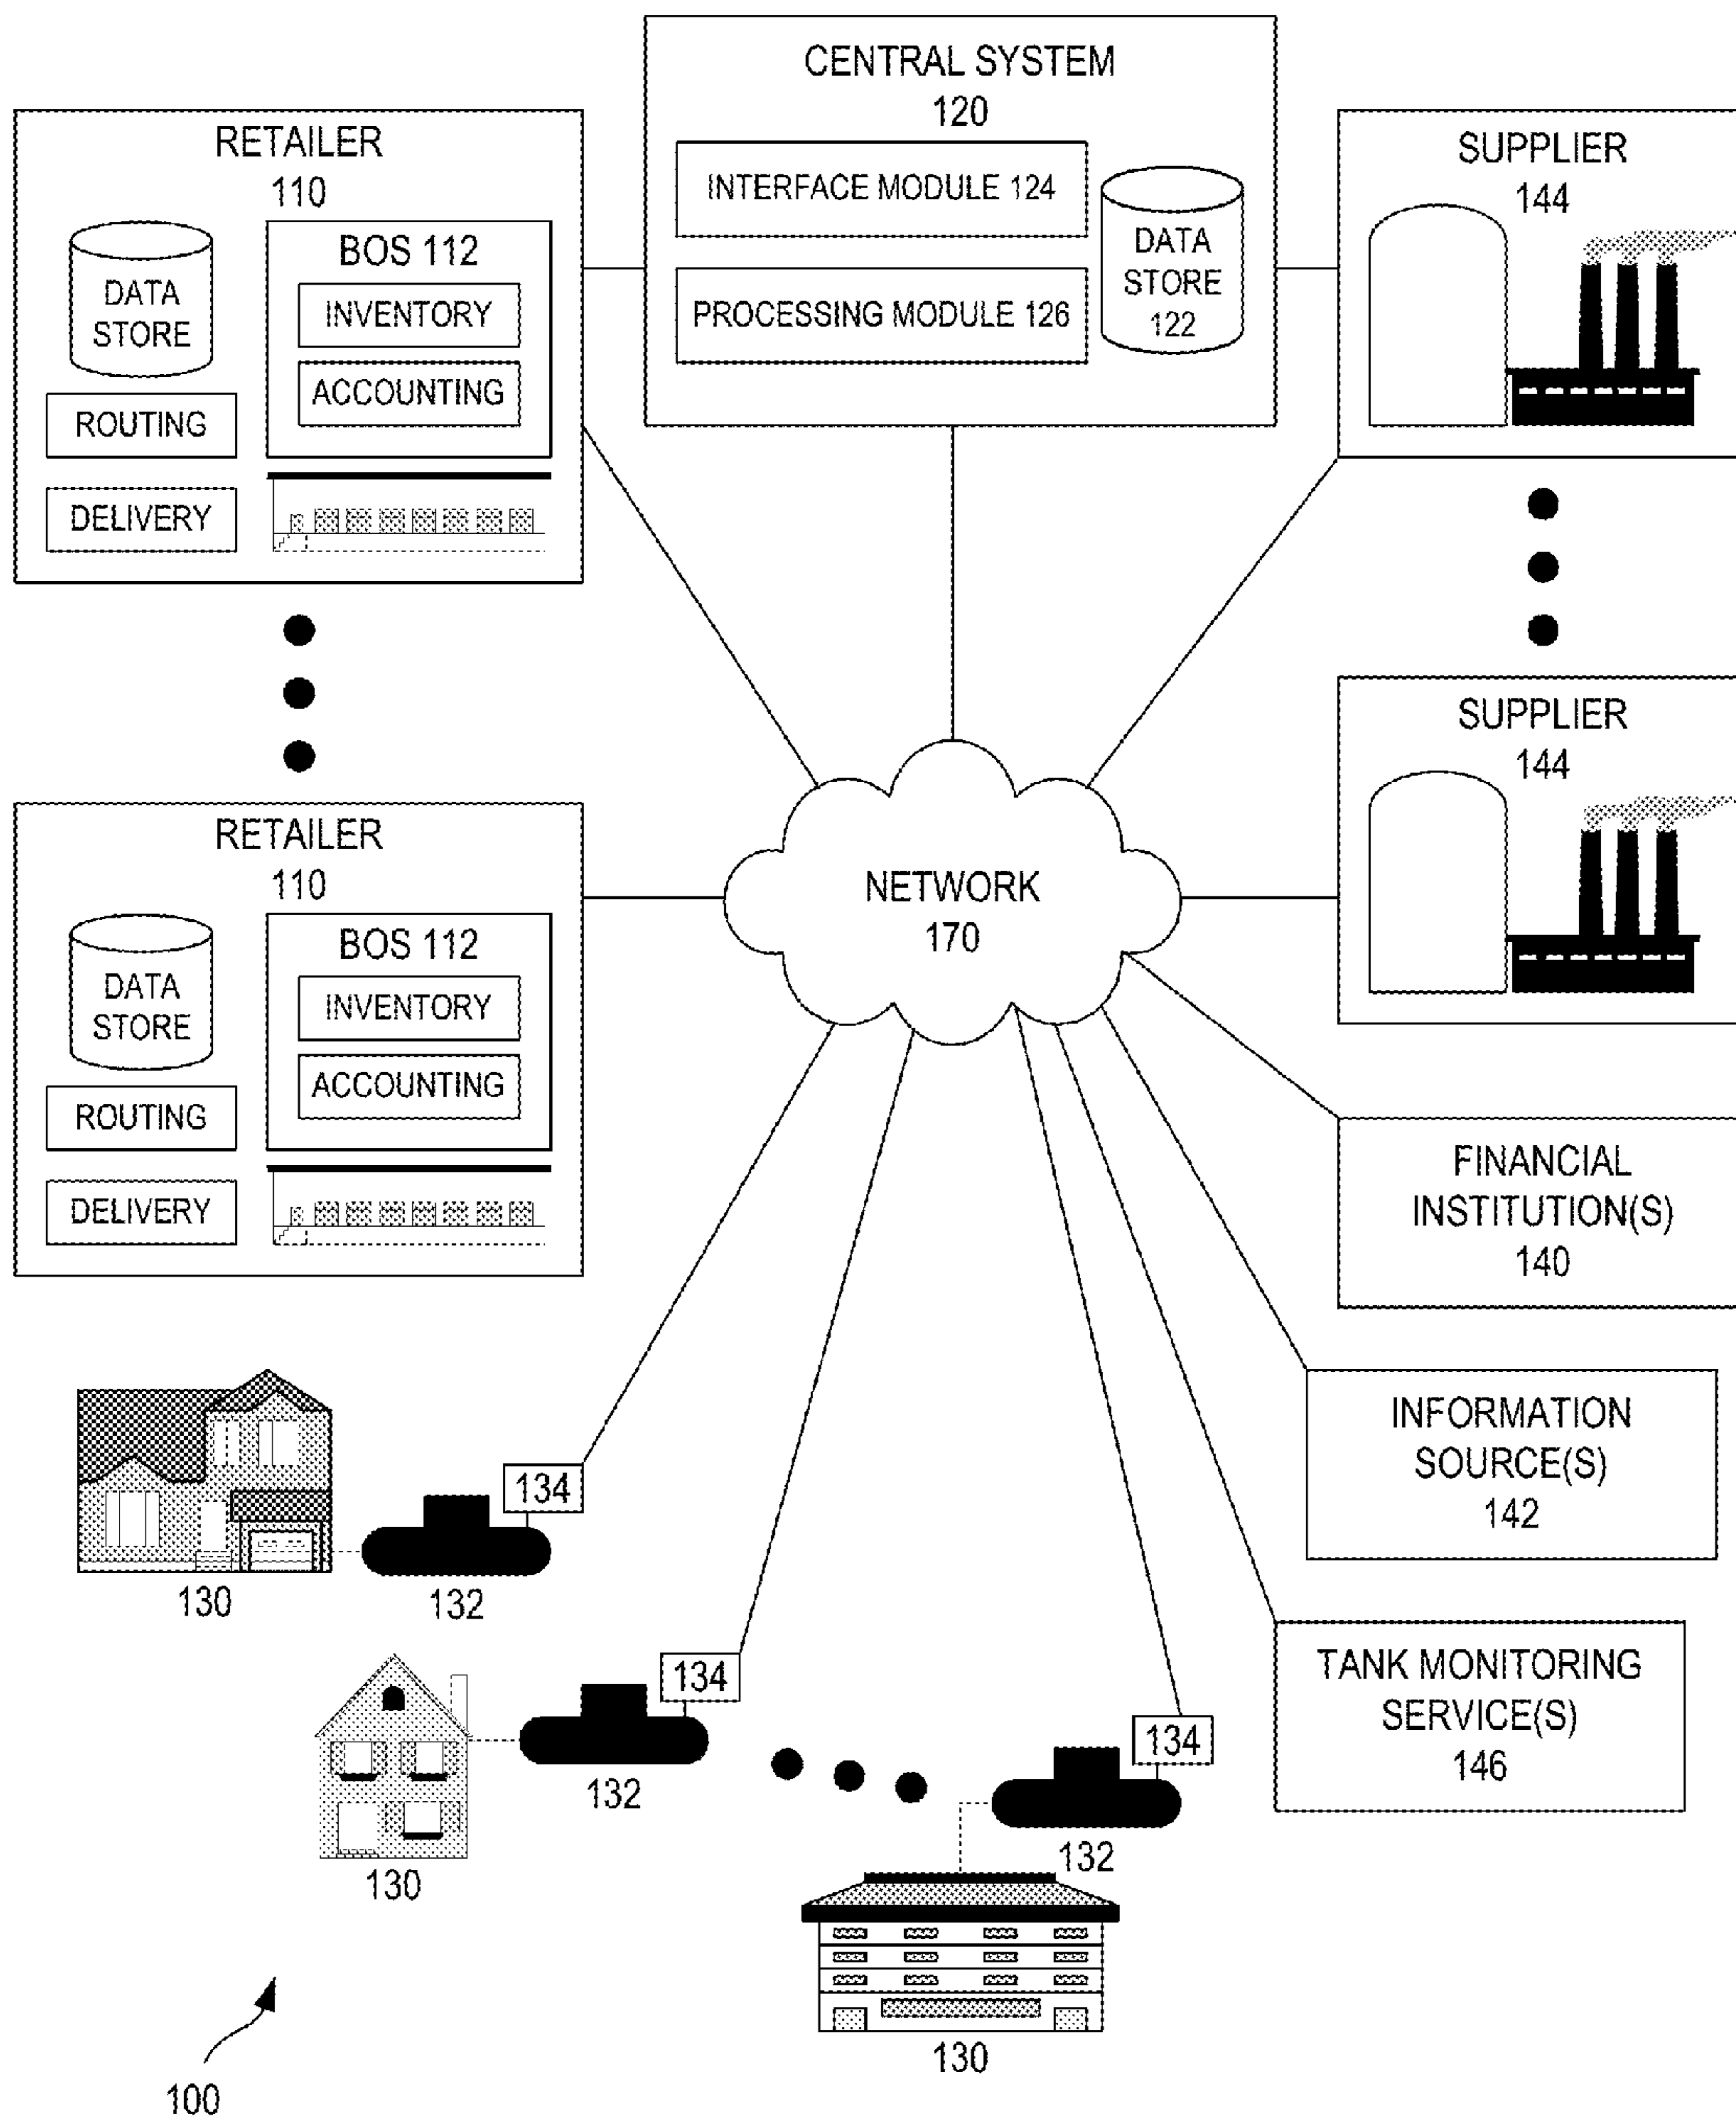 CENTRAL SYSTEM
120
INTERFACE MODULE 124
PROCESSING MODULE 126
DATA
STORE
122
RETAILER
110
DATA
STORE
BOS 112
INVENTORY
ACCOUNTING
ROUTING
DELIVERY
SUPPLIER
144
SUPPLIER
144
RETAILER
110
DATA
STORE
BOS 112
INVENTORY
ACCOUNTING
ROUTING
DELIVERY
NETWORK
170
FINANCIAL
INSTITUTION(S)
140
INFORMATION
SOURCE(S)
142
TANK MONITORING
SERVICE(S)
146
134
130
132
134
132
130
134
132
130
100